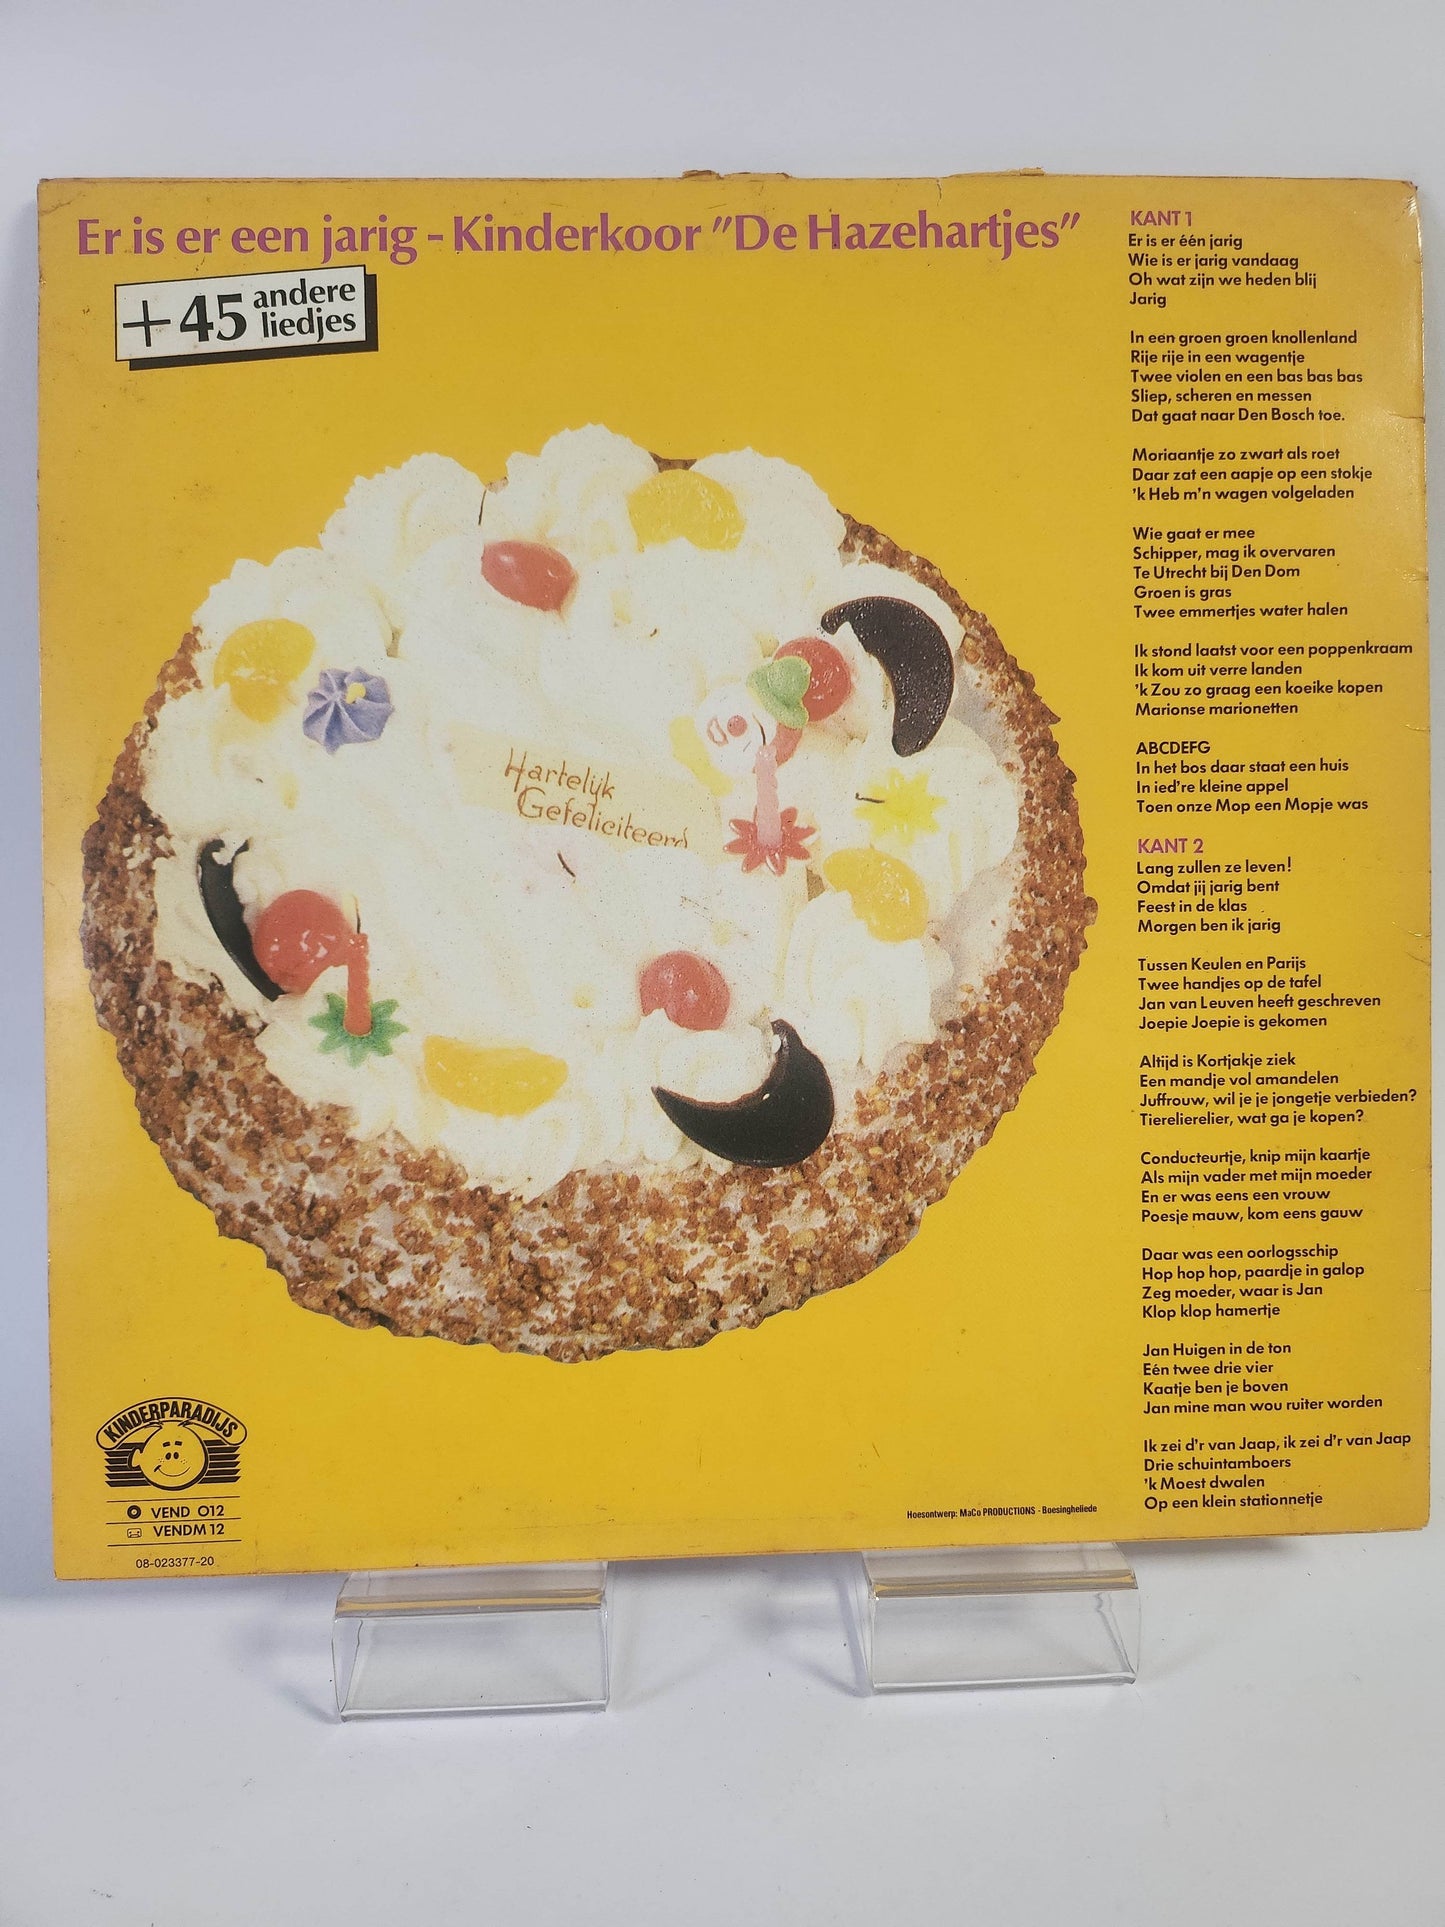 Er is er een jarig - Kinderkoor "De Hazehartjes"
+45 andere
liedjes
Hartelijk
Gefeliciteerd
KANT 1
Er is er één jarig
Wie is er jarig vandaag
Oh wat zijn we heden blij
Jarig
In een groen groen knollenland
Rije rije in een wagentje
Twee violen en een bas bas bas
Sliep, scheren en messen
Dat gaat naar Den Bosch toe.
Moriaantje zo zwart als roet
Daar zat een aapje op een stokje
'k Heb m'n wagen volgeladen
Wie gaat er mee
Schipper, mag ik overvaren
Te Utrecht bij Den Dom
Groen is gras
Twee emmertjes water halen
Ik stond laatst voor een poppenkraam
Ik kom uit verre landen
'k Zou zo graag een koeike kopen
Marionse marionetten
ABCDEFG
In het bos daar staat een huis
In ied're kleine appel
Toen onze Mop een Mopje was
KANT 2
Lang zullen ze leven!
Omdat jij jarig bent
Feest in de klas
Morgen ben ik jarig
Tussen Keulen en Parijs
Twee handjes op de tafel
Jan van Leuven heeft geschreven
Joepie Joepie is gekomen
Altijd is Kortjakje ziek
Een mandje vol amandelen
Juffrouw, wil je je jongetje verbieden?
Tierelierelier, wat ga je kopen?
Conducteurtje, knip mijn kaartje
Als mijn vader met mijn moeder
En er was eens een vrouw
Poesje mauw, kom eens gauw
Daar was een oorlogsschip
Hop hop hop, paardje in galop
Zeg moeder, waar is Jan
Klop klop hamertje
Jan Huigen in de ton
Eén twee drie vier
Kaatje ben je boven
Jan mine man wou ruiter worden
Ik zei d'r van Jaap, ik zei d'r van Jaap
Drie schuintamboers
'k Moest dwalen
Op een klein stationnetje
KINDERPARADIJS
VEND 012
VENDM 12
08-023377-20
Hoesontwerp: MaCo PRODUCTIONS - Boesingheliede